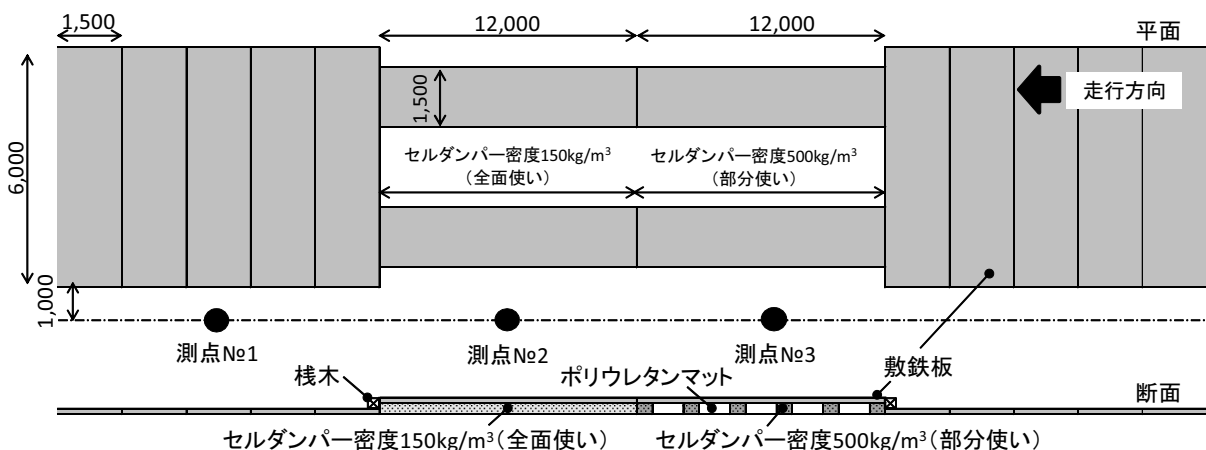 1,500
12,000
12,000
平面
走行方向
6,000
1,500
セルダンパー密度150kg/m³
（全面使い）
セルダンパー密度500kg/m³
（部分使い）
1,000
測点№1
測点№2
測点№3
桟木
ポリウレタンマット
敷鉄板
断面
セルダンパー密度150kg/m³（全面使い）
セルダンパー密度500kg/m³（部分使い）